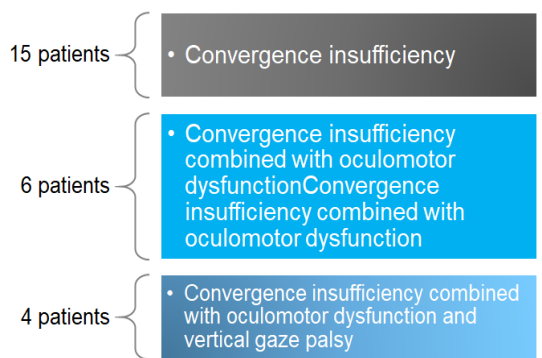 15 patients
• Convergence insufficiency
6 patients
• Convergence insufficiency
combined with oculomotor
dysfunctionConvergence
insufficiency combined with
oculomotor dysfunction
4 patients
• Convergence insufficiency combined
with oculomotor dysfunction and
vertical gaze palsy